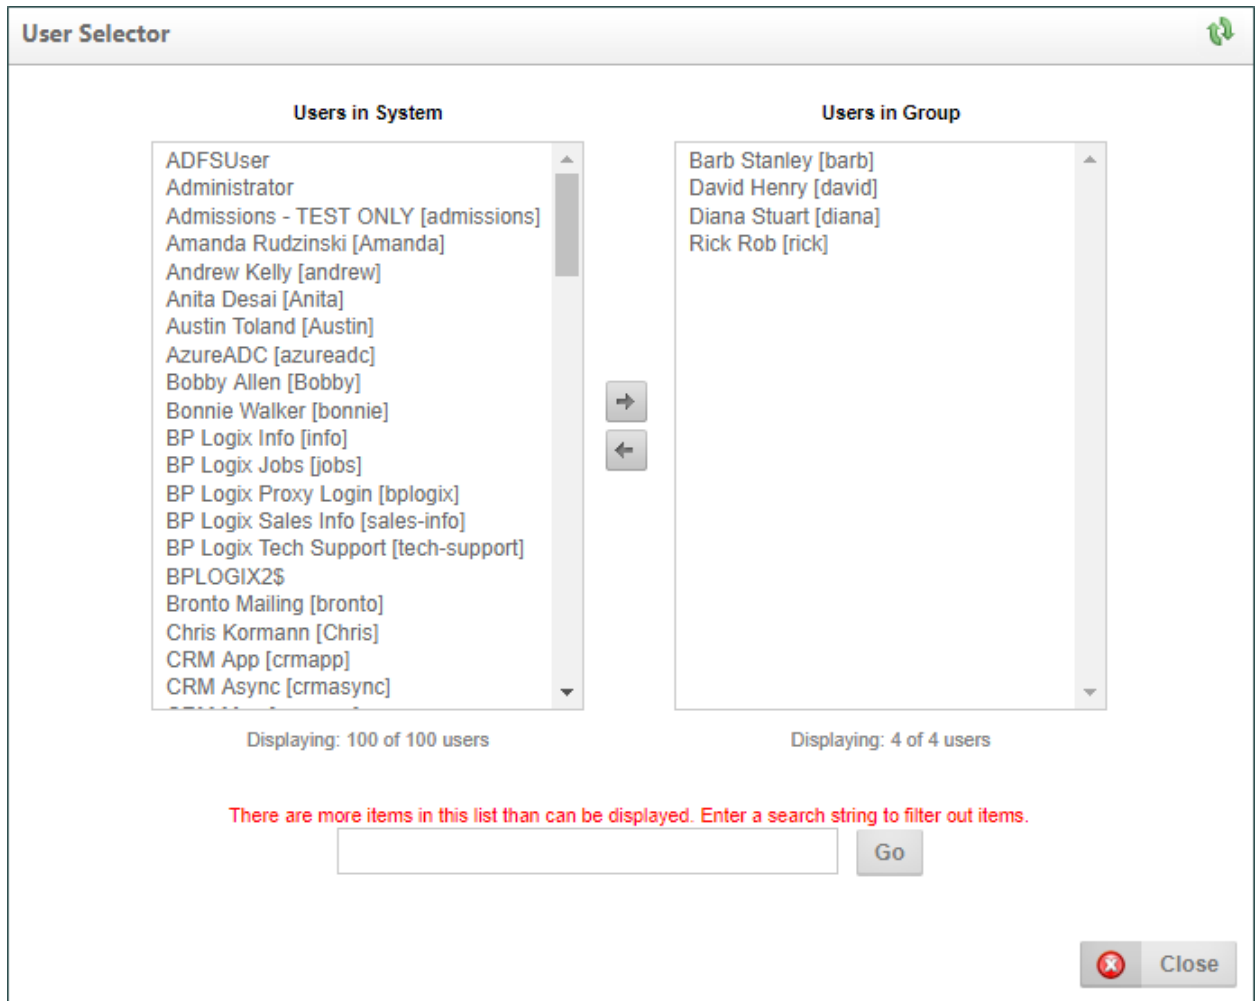 User Selector
Users in System
ADFSUser
Administrator
Admissions - TEST ONLY [admissions]
Amanda Rudzinski [Amanda]
Andrew Kelly [andrew]
Anita Desai [Anita]
Austin Toland [Austin]
AzureADC [azureadc]
Bobby Allen [Bobby]
Bonnie Walker [bonnie]
BP Logix Info [info]
BP Logix Jobs [jobs]
BP Logix Proxy Login [bplogix]
BP Logix Sales Info [sales-info]
BP Logix Tech Support [tech-support]
BPLOGIX2$
Bronto Mailing [bronto]
Chris Kormann [Chris]
CRM App [crmapp]
CRM Async [crmasync]
Displaying: 100 of 100 users
Users in Group
Barb Stanley [barb]
David Henry [david]
Diana Stuart [diana]
Rick Rob [rick]
Displaying: 4 of 4 users
There are more items in this list than can be displayed. Enter a search string to filter out items.
Go
Close